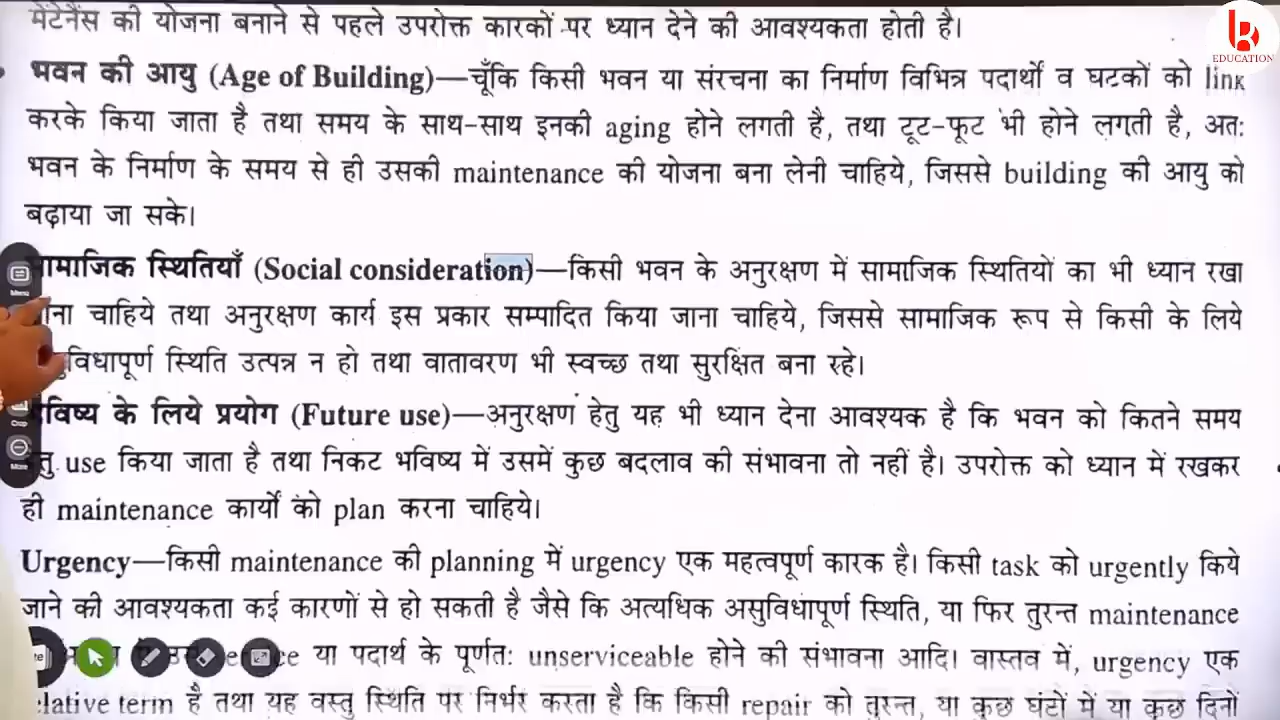 मेंटेनैंस की योजना बनाने से पहले उपरोक्त कारकों पर ध्यान देने की आवश्यकता होती है।
EDUCATION
भवन की आयु (Age of Building)—चूँकि किसी भवन या संरचना का निर्माण विभिन्न पदार्थों व घटकों को link
करके किया जाता है तथा समय के साथ-साथ इनकी aging होने लगती है, तथा टूट-फूट भी होने लगती है, अत:
भवन के निर्माण के समय से ही उसकी maintenance की योजना बना लेनी चाहिये, जिससे building की आयु को
बढ़ाया जा सके।
सामाजिक स्थितियाँ (Social consideration)—किसी भवन के अनुरक्षण में सामाजिक स्थितियों का भी ध्यान रखा
चाहिये तथा अनुरक्षण कार्य इस प्रकार सम्पादित किया जाना चाहिये, जिससे सामाजिक रूप से किसी के लिये
स्थिति उत्पन्न न हो तथा वातावरण भी स्वच्छ तथा सुरक्षित बना रहे।
भविष्य के लिये प्रयोग (Future use)—अनुरक्षण हेतु यह भी ध्यान देना आवश्यक है कि भवन को कितने समय
use किया जाता है तथा निकट भविष्य में उसमें कुछ बदलाव की संभावना तो नहीं है। उपरोक्त को ध्यान में रखकर
ही maintenance कार्यों को plan करना चाहिये।
Urgency—किसी maintenance की planning में urgency एक महत्वपूर्ण कारक है। किसी task को urgently किये
जाने की आवश्यकता कई कारणों से हो सकती है जैसे कि अत्यधिक असुविधापूर्ण स्थिति, या फिर तुरन्त maintenance
या पदार्थ के पूर्णत: unserviceable होने की संभावना आदि। वास्तव में, urgency एक
term है तथा यह वस्तु स्थिति पर निर्भर करता है कि किसी repair को तुरन्त, या कुछ घंटों में या कुछ दिनों
Menu
Crop
More